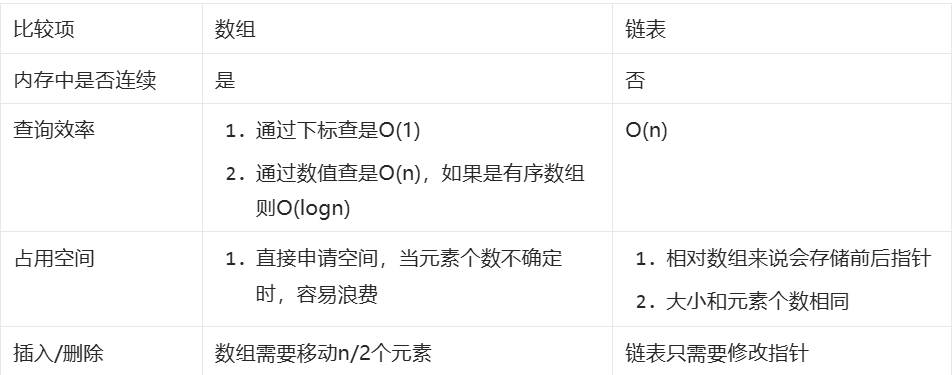 比较项 数组 链表
内存中是否连续 是 否
查询效率 1. 通过下标查是O(1) O(n)
2. 通过数值查是O(n)，如果是有序数组
则O(logn)
占用空间 1. 直接申请空间，当元素个数不确定 1. 相对数组来说会存储前后指针
时，容易浪费 2. 大小和元素个数相同
插入/删除 数组需要移动n/2个元素 链表只需要修改指针